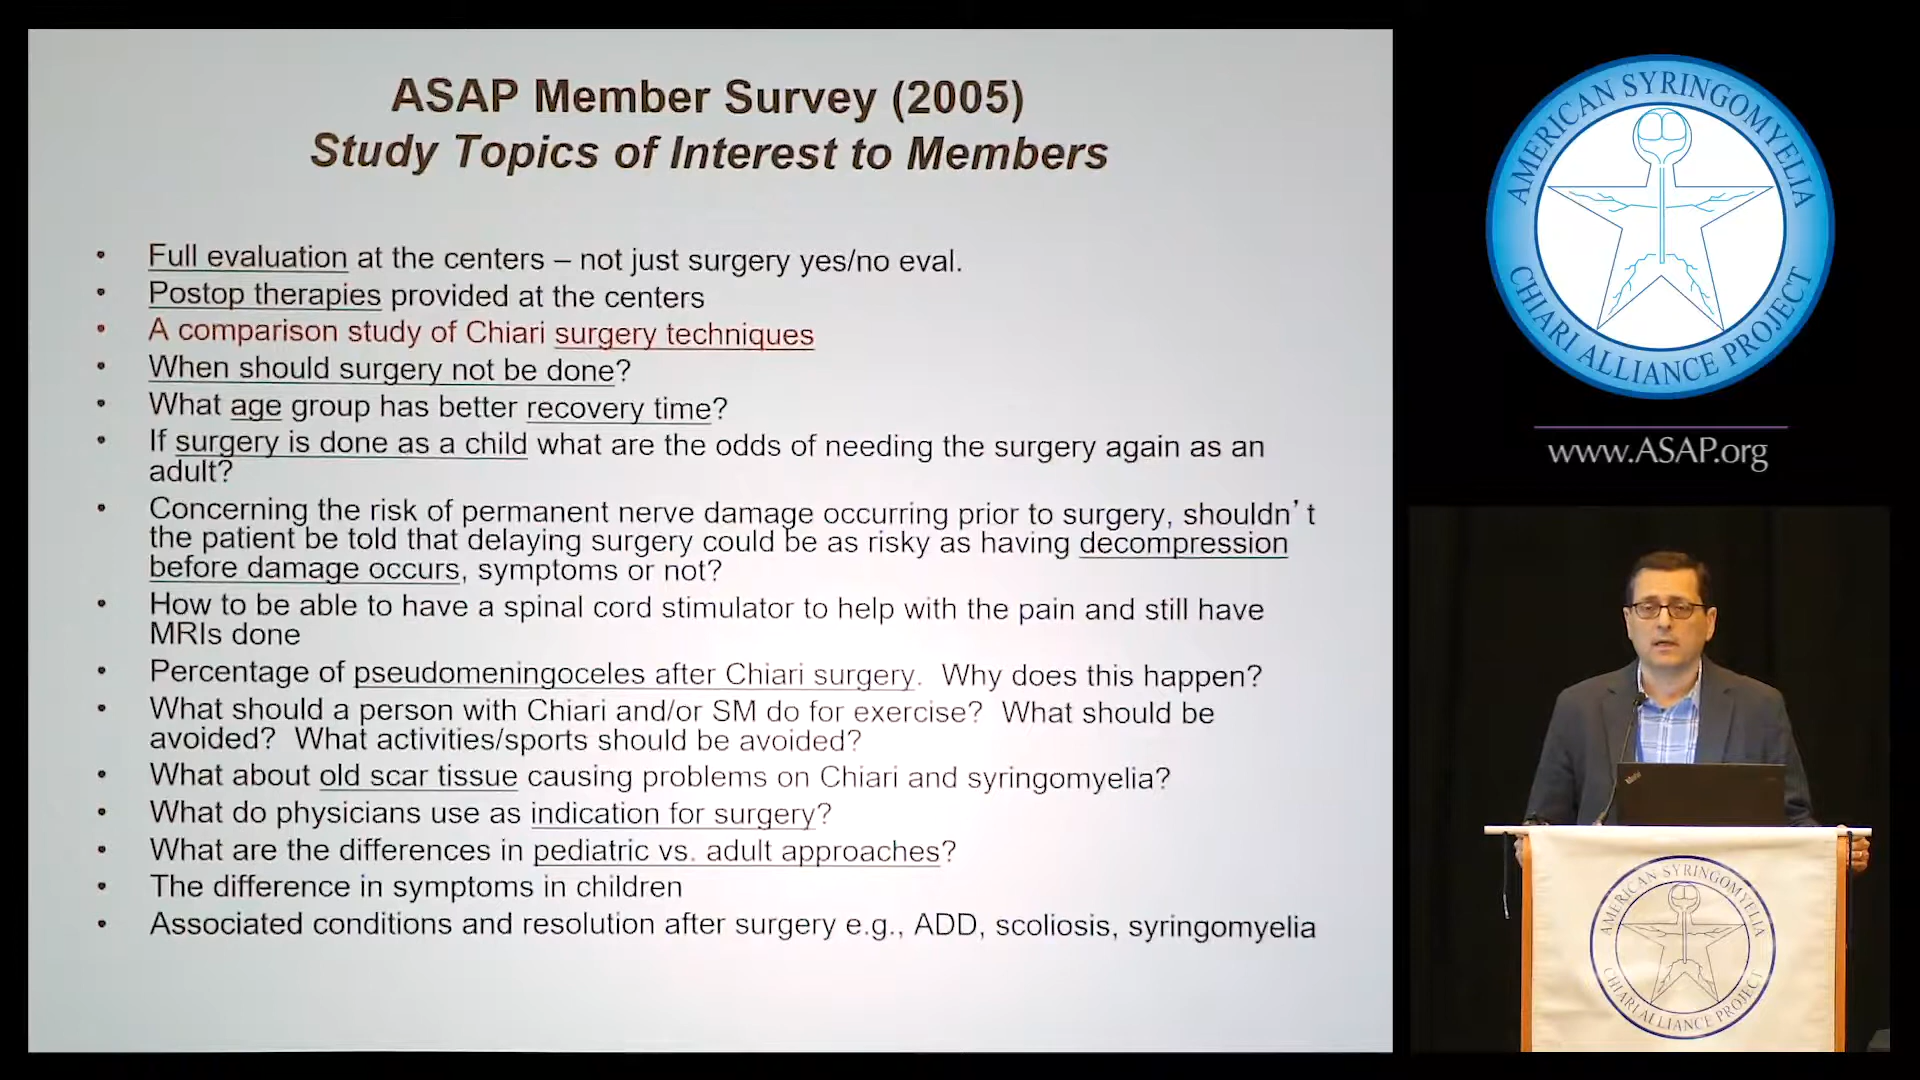 ASAP Member Survey (2005)
Study Topics of Interest to Members
• Full evaluation at the centers – not just surgery yes/no eval.
• Postop therapies provided at the centers
• A comparison study of Chiari surgery techniques
• When should surgery not be done?
• What age group has better recovery time?
• If surgery is done as a child what are the odds of needing the surgery again as an
adult?
• Concerning the risk of permanent nerve damage occurring prior to surgery, shouldn't
the patient be told that delaying surgery could be as risky as having decompression
before damage occurs, symptoms or not?
• How to be able to have a spinal cord stimulator to help with the pain and still have
MRIs done
• Percentage of pseudomeningoceles after Chiari surgery. Why does this happen?
• What should a person with Chiari and/or SM do for exercise? What should be
avoided? What activities/sports should be avoided?
• What about old scar tissue causing problems on Chiari and syringomyelia?
• What do physicians use as indication for surgery?
• What are the differences in pediatric vs. adult approaches?
• The difference in symptoms in children
• Associated conditions and resolution after surgery e.g., ADD, scoliosis, syringomyelia
AMERICAN SYRINGOMYELIA
CHIARI ALLIANCE PROJECT
www.ASAP.org
AMERICAN SYRINGOMYELIA
CHIARI ALLIANCE PROJECT